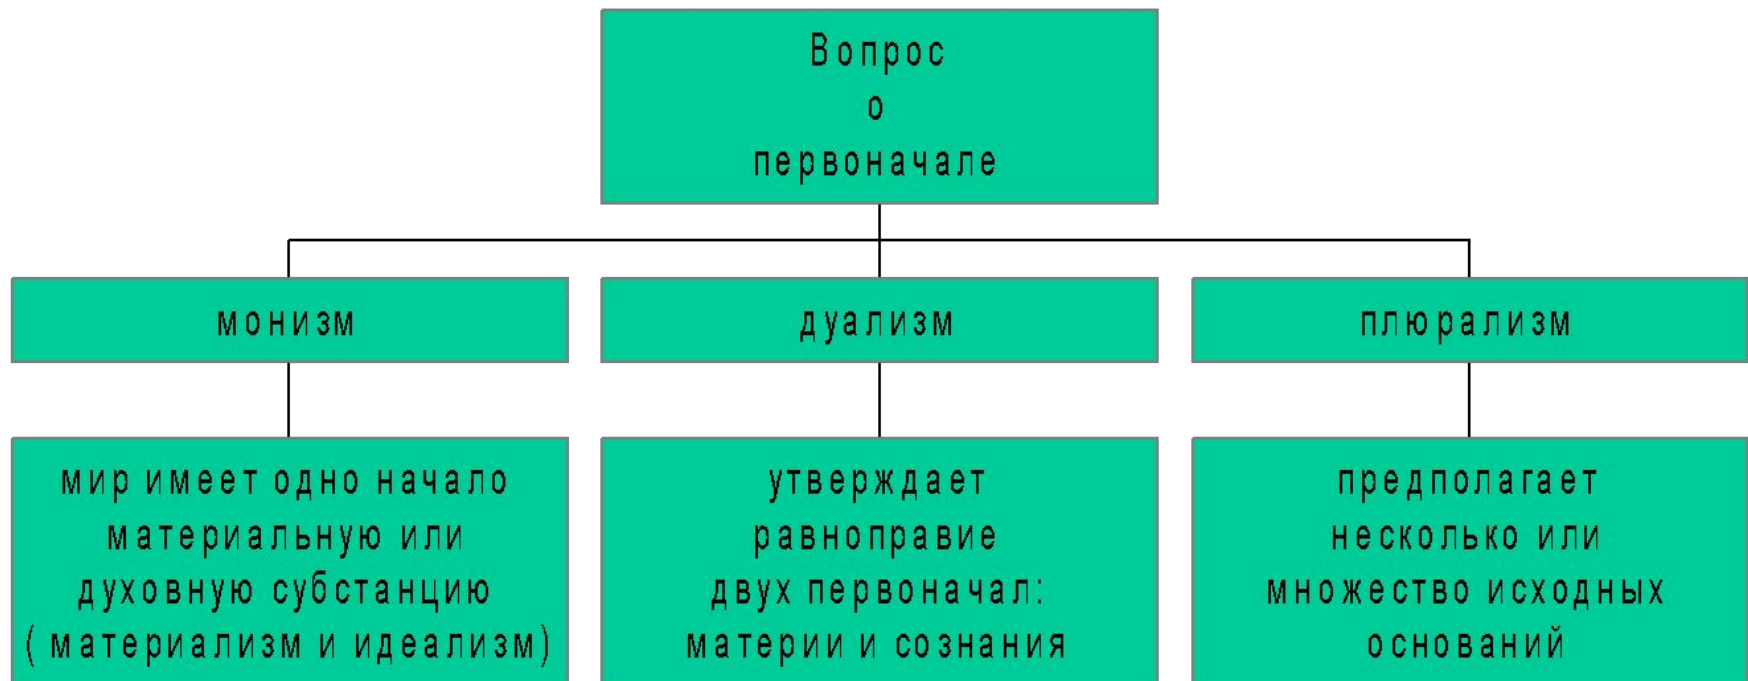 Вопрос
о
первоначале
монизм
дуализм
плюрализм
мир имеет одно начало
материальную или
духовную субстанцию
( материализм и идеализм)
утверждает
равноправие
двух первоначал:
материи и сознания
предполагает
несколько или
множество исходных
оснований